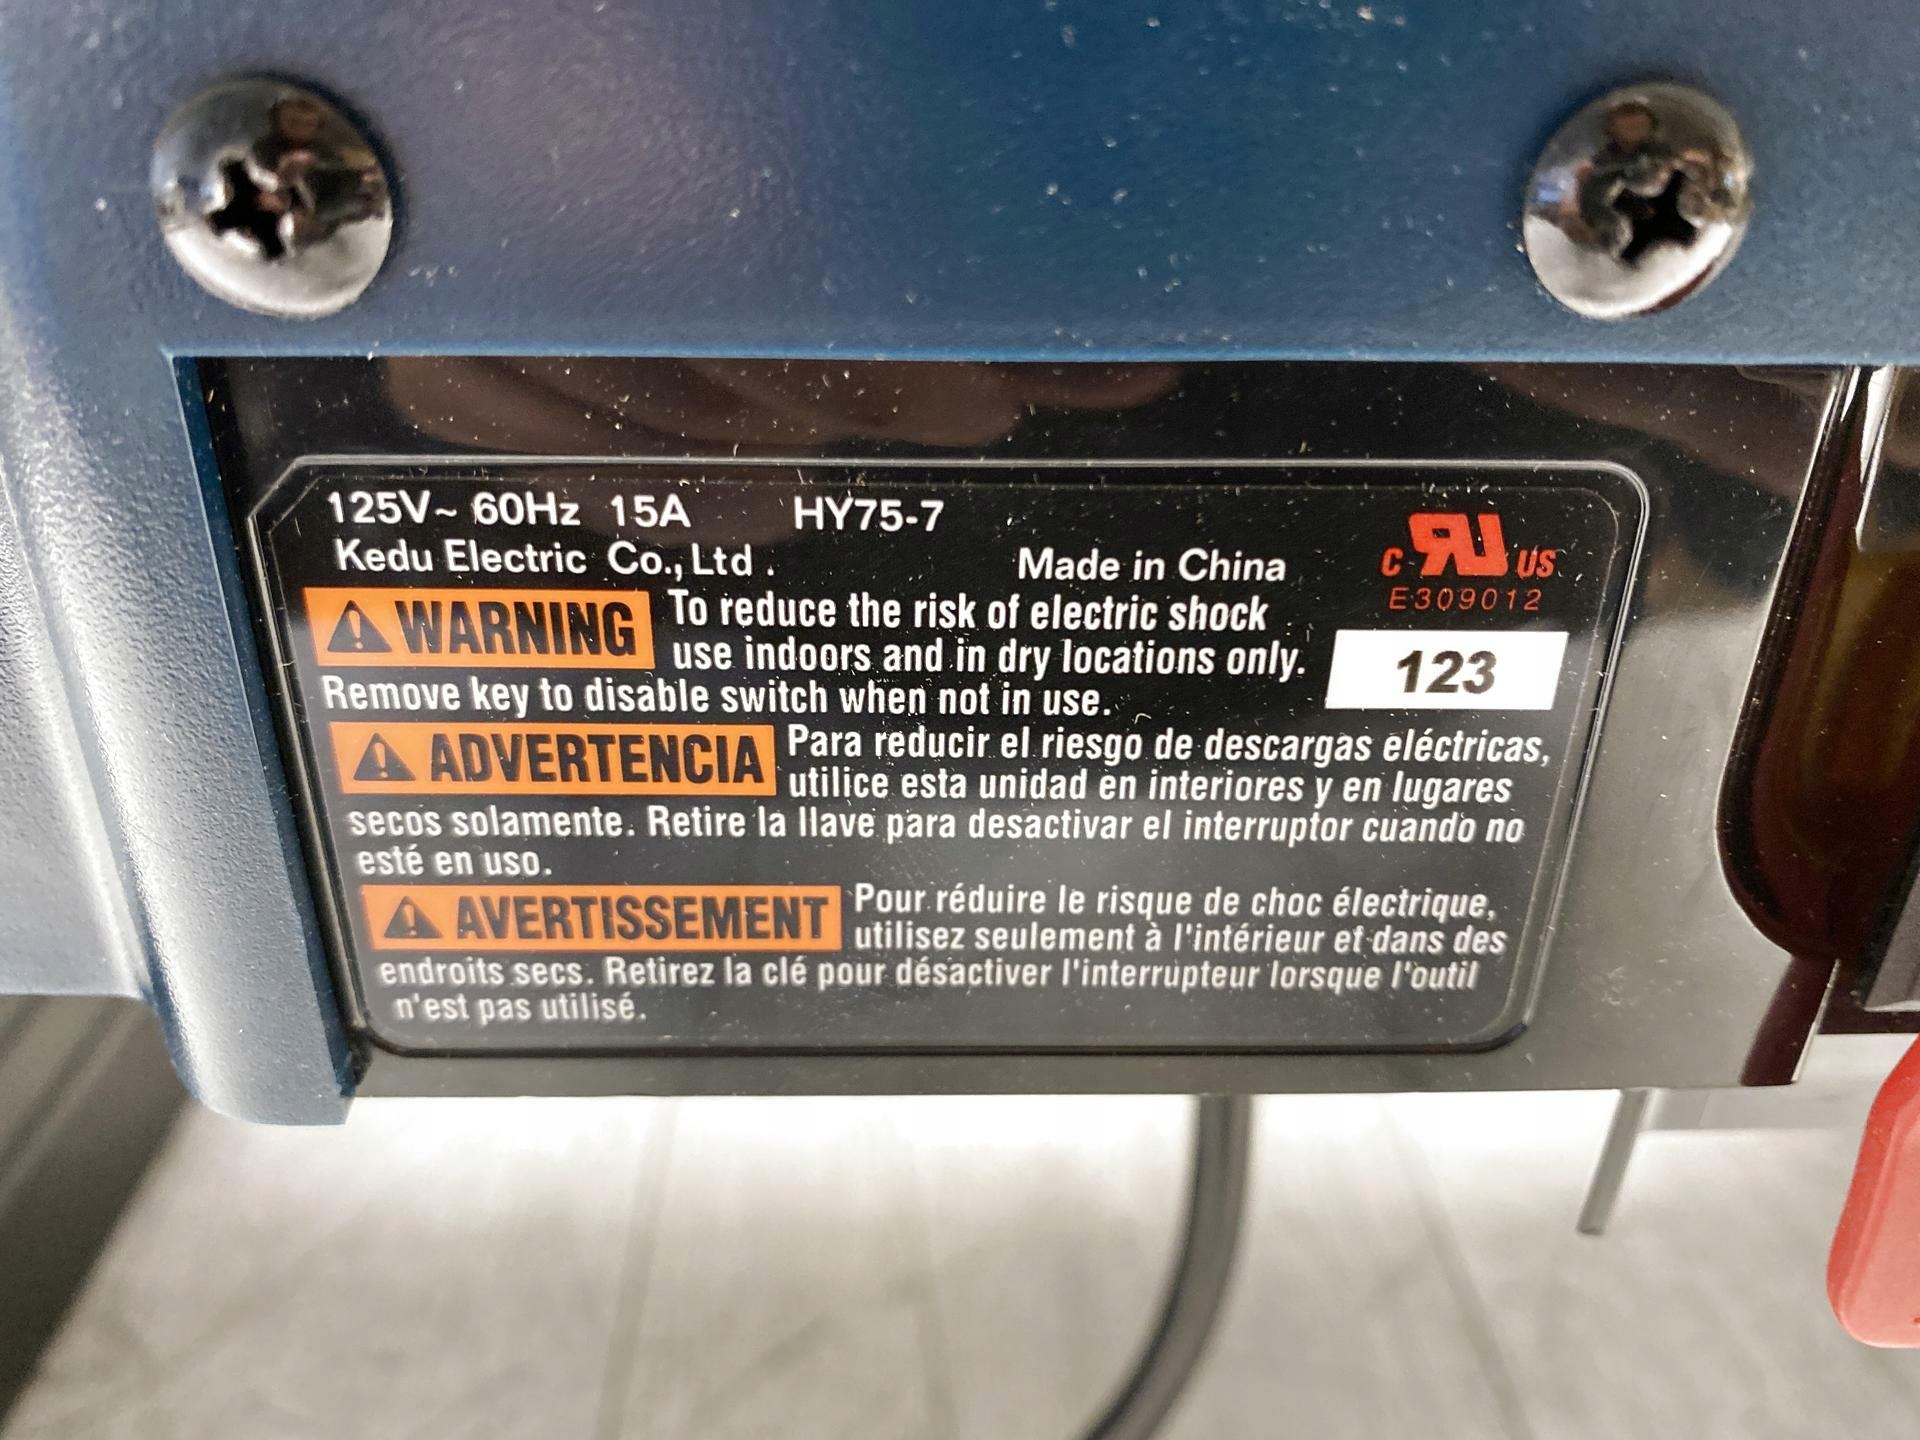 125V~ 60Hz 15A HY75-7
Kedu Electric Co., Ltd . Made in China
c RU US
E309012
WARNING To reduce the risk of electric shock
use indoors and in dry locations only.
123
Remove key to disable switch when not in use.
ADVERTENCIA Para reducir el riesgo de descargas eléctricas,
utilice esta unidad en interiores y en lugares
secos solamente. Retire la llave para desactivar el interruptor cuando no
esté en uso.
AVERTISSEMENT Pour réduire le risque de choc électrique,
utilisez seulement à l'intérieur et dans des
endroits secs. Retirez la clé pour désactiver l'interrupteur lorsque l'outil
n'est pas utilisé.